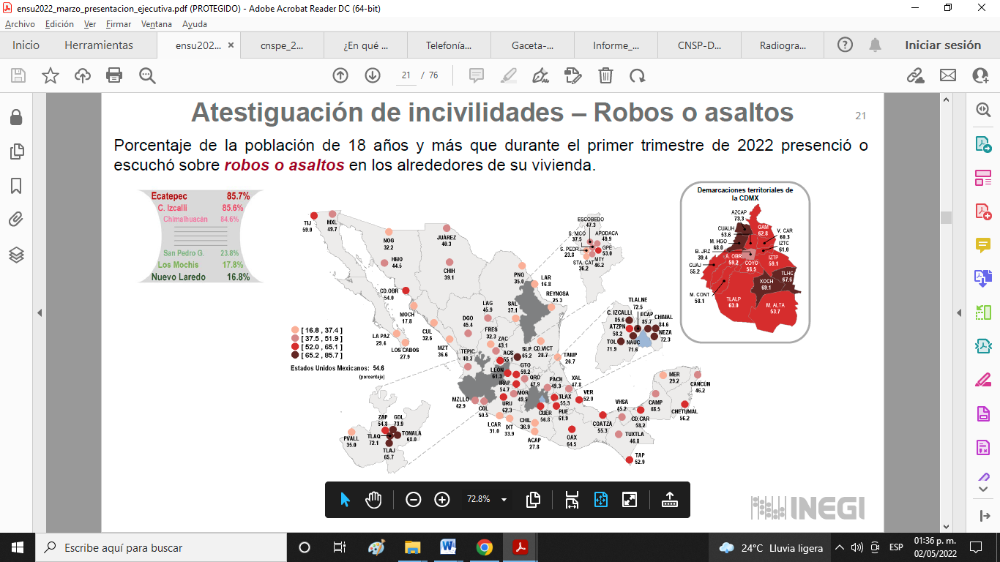 ensu2022_marzo_presentacion_ejecutiva.pdf (PROTEGIDO) - Adobe Acrobat Reader DC (64-bit)
Archivo Edición Ver Firmar Ventana Ayuda
Inicio Herramientas ensu202... × cnspe_2... ¿En qué ... Telefonía... Gaceta-... Informe_... CNSP-D... Radiogra... Iniciar sesión
21 / 76
Atestiguación de incivilidades – Robos o asaltos
21
Porcentaje de la población de 18 años y más que durante el primer trimestre de 2022 presenció o
escuchó sobre robos o asaltos en los alrededores de su vivienda.
Ecatepec 85.7%
C. Izcalli 85.6%
Chimalhuacán 84.6%
San Pedro G. 23.8%
Los Mochis 17.8%
Nuevo Laredo 16.8%
TIJ
59.0
MXL
49.7
NOG
32.2
JUÁREZ
40.3
HMO
44.5
CHIH
39.1
CD.OBR
54.0
MOCH
17.8
LA PAZ
29.4
LOS CABOS
27.9
CUL
32.6
MZT
36.6
DGO
45.4
LAG
45.9
FRES
32.3
SAL
37.1
PNG
35.0
LAR
16.8
REYNOSA
25.3
ZAC
43.1
TEPIC
40.3
AGS
55.1
SLP
65.2
CD.VICT
28.7
TAMP
26.7
LEÓN
61.3
GTO
59.2
IRAP
54.7
QRO
47.9
PACH
49.3
XAL
47.8
MZLLO
42.9
COL
50.5
URU
62.3
MOR
49.5
TLAX
55.3
VER
52.0
CUER
56.8
PUE
61.9
LCAR
31.0
IXT
33.9
CHIL
36.9
ACAP
27.8
OAX
64.5
COATZA
55.3
VHSA
45.2
TUXTLA
46.8
TAP
52.9
CD.CAR
58.2
CAMP
48.5
MER
29.2
CANCÚN
46.2
CHETUMAL
56.2
ESCOBEDO
47.3
S. NICO
37.5
APODACA
49.9
S. PEDR
23.8
GPE
53.0
STA. CAT
36.2
MTY
46.2
TLALNE
72.5
C. IZCALLI
85.6
ECAP
85.7
CHIMAL
84.6
ATZPN
58.2
NEZA
72.3
TOL
71.9
NAUC
71.6
ZAP
54.8
GDL
73.9
PVALL
35.0
TLAQ
72.1
TONALA
68.0
TLAJ
65.7
[ 16.8 , 37.4 ]
[ 37.5 , 51.9 ]
[ 52.0 , 65.1 ]
[ 65.2 , 85.7 ]
Estados Unidos Mexicanos: 54.6
(porcentaje)
Demarcaciones territoriales de
la CDMX
AZCAP
73.3
CUAUH
53.6
GAM
62.8
V. CAR
60.3
M. HGO
68.0
IZTC
61.0
B. JRZ
39.4
A. OBR
59.2
COYO
58.5
IZTP
59.1
CUAJ
55.2
TLHC
67.6
XOCH
69.1
M. CONT
58.1
TLALP
63.0
M. ALTA
53.7
72.8%
INEGI
Escribe aquí para buscar
24°C Lluvia ligera
ESP
01:36 p. m.
02/05/2022